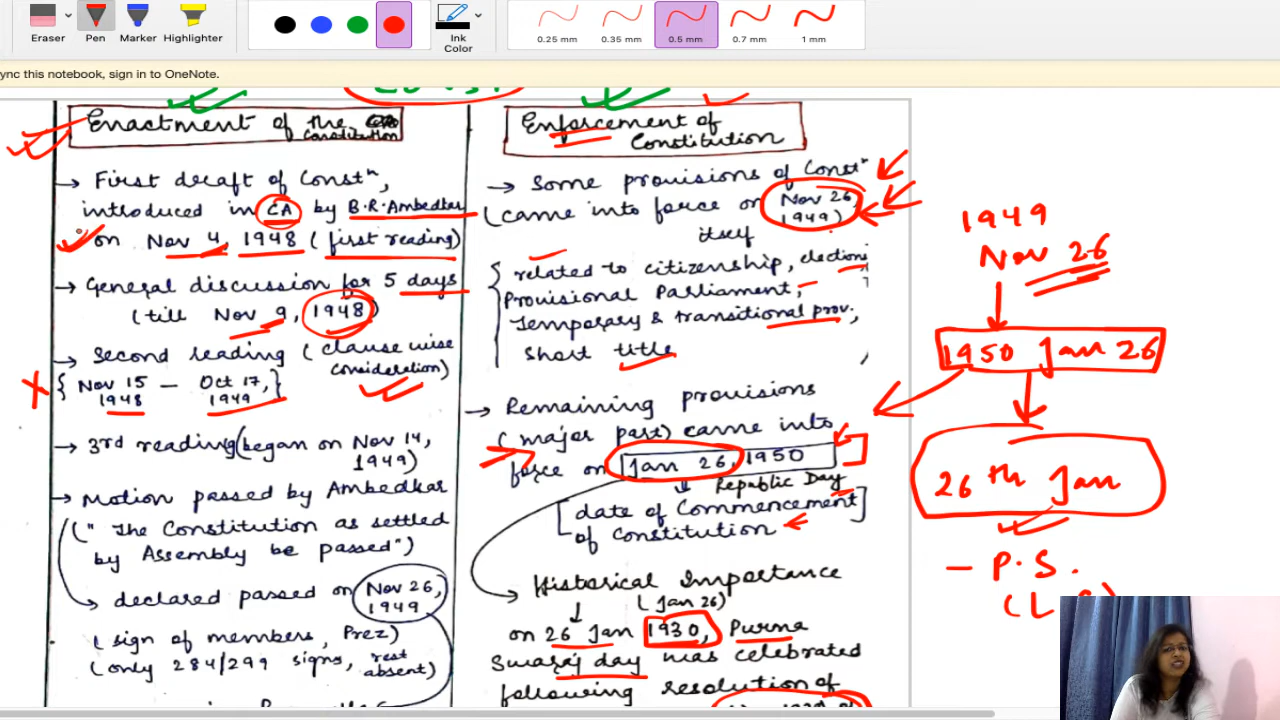 Eraser
Pen
Marker
Highlighter
Ink
Color
0.25 mm
0.35 mm
0.5 mm
0.7 mm
1 mm
ync this notebook, sign in to OneNote.
Enactment of the
Constitution
→ First draft of Constn,
introduced in CA by B.R. Ambedkar
on Nov 4, 1948 (first reading)
→ General discussion for 5 days
(till Nov 9, 1948)
→ Second reading (clause wise
consideration)
{Nov 15 1948 — Oct 17, 1949}
→ 3rd reading (began on Nov 14,
1949)
→ Motion passed by Ambedkar
("The Constitution as settled
by Assembly be passed")
declared passed on Nov 26,
1949
(sign of members, Prez)
(only 284/299 signs, rest
absent)
Enforcement of
Constitution
→ Some provisions of Constn
(came into force on Nov 26,
1949)
itself
related to citizenship, elections
Provisional Parliament,
Temporary & transitional prov.,
Short title
→ Remaining provisions
(major part) came into
force on Jan 26, 1950
Republic Day
[date of Commencement]
of Constitution
Historical Importance
(Jan 26)
on 26 Jan 1930, Purna
Swaraj day was celebrated
following resolution of
1949
Nov 26
1950 Jan 26
26th Jan
– P.S.